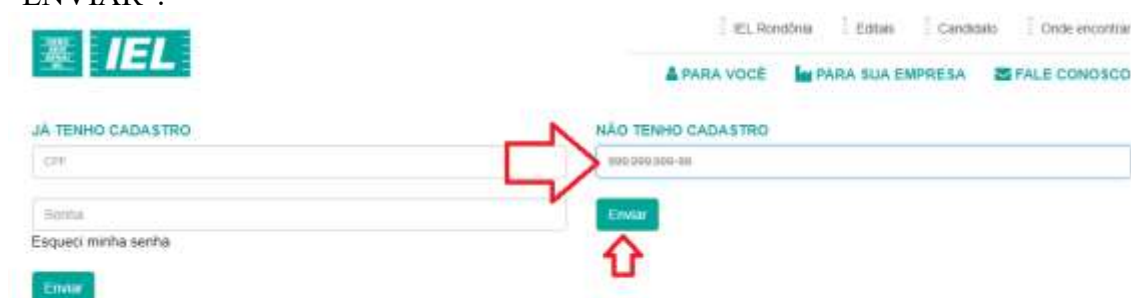 ENVIAR".
IEL
IEL Rondônia Editais Candidato Onde encontrar
PARA VOCÊ PARA SUA EMPRESA FALE CONOSCO
JÁ TENHO CADASTRO
CPF
Senha
Esqueci minha senha
Enviar
NÃO TENHO CADASTRO
999.999.999-99
Enviar